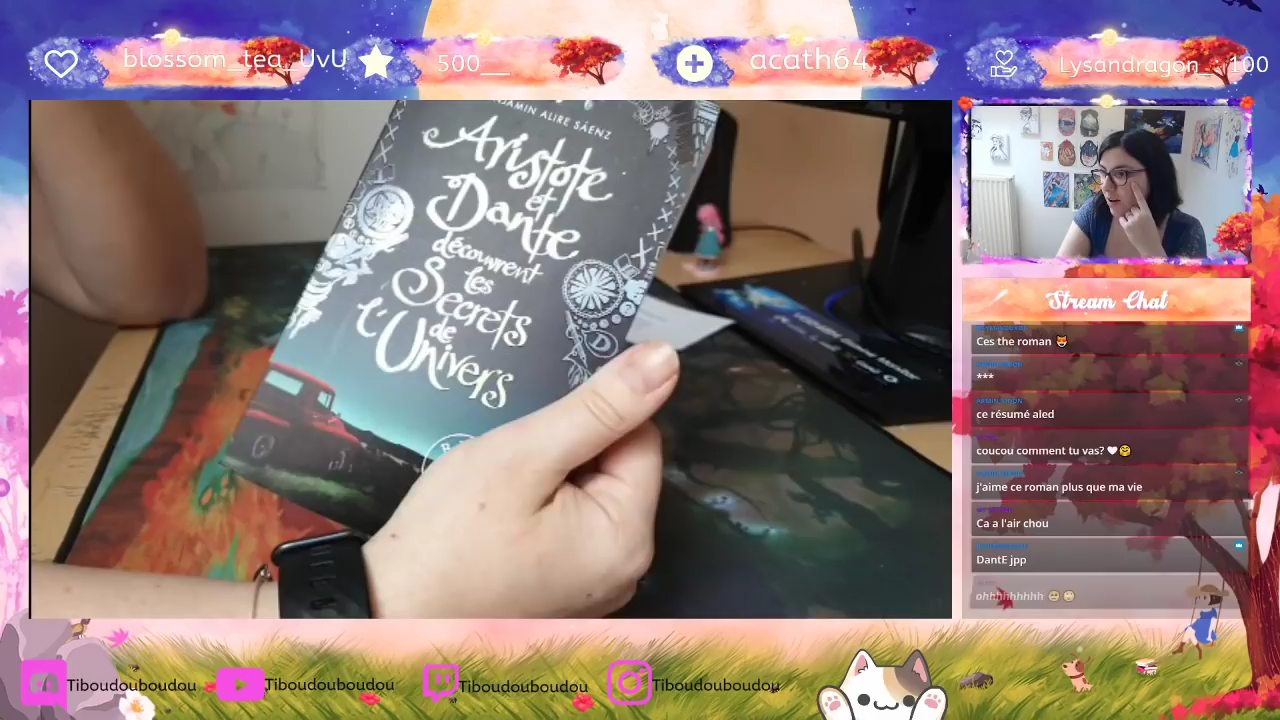 blossom_tea_UvU
500__
acath64
Lysandragon_ 100
ALIRE SÁENZ
Aristote
et
Dante
découvrent
les
Secrets
de
l'Univers
D
Stream Chat
Ces the roman
***
ce résumé aled
coucou comment tu vas?
j'aime ce roman plus que ma vie
Ca a l'air chou
DantE jpp
ohhhhhhhhh
Tiboudouboudou
Tiboudouboudou
Tiboudouboudou
Tiboudouboudou